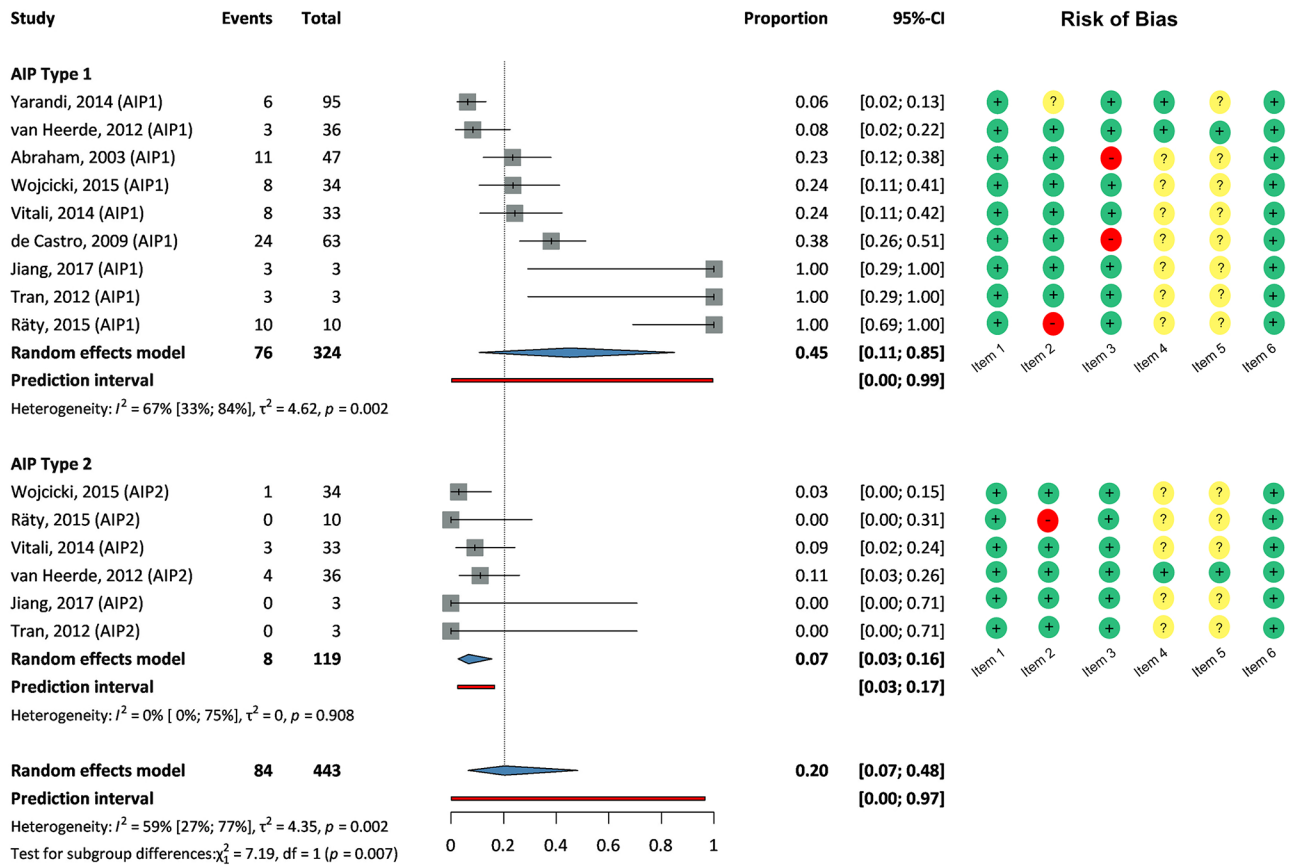 Study Events Total Proportion 95%-CI Risk of Bias
AIP Type 1
Yarandi, 2014 (AIP1) 6 95 0.06 [0.02; 0.13] + ? + + ? +
van Heerde, 2012 (AIP1) 3 36 0.08 [0.02; 0.22] + + + + + +
Abraham, 2003 (AIP1) 11 47 0.23 [0.12; 0.38] + + - ? ? +
Wojcicki, 2015 (AIP1) 8 34 0.24 [0.11; 0.41] + + + ? ? +
Vitali, 2014 (AIP1) 8 33 0.24 [0.11; 0.42] + + + ? ? +
de Castro, 2009 (AIP1) 24 63 0.38 [0.26; 0.51] + + - ? ? +
Jiang, 2017 (AIP1) 3 3 1.00 [0.29; 1.00] + + + ? ? +
Tran, 2012 (AIP1) 3 3 1.00 [0.29; 1.00] + + + ? ? +
Räty, 2015 (AIP1) 10 10 1.00 [0.69; 1.00] + - + ? ? +
Random effects model 76 324 0.45 [0.11; 0.85] Item 1 Item 2 Item 3 Item 4 Item 5 Item 6
Prediction interval [0.00; 0.99]
Heterogeneity: I² = 67% [33%; 84%], τ² = 4.62, p = 0.002
AIP Type 2
Wojcicki, 2015 (AIP2) 1 34 0.03 [0.00; 0.15] + + + ? ? +
Räty, 2015 (AIP2) 0 10 0.00 [0.00; 0.31] + - + ? ? +
Vitali, 2014 (AIP2) 3 33 0.09 [0.02; 0.24] + + + ? ? +
van Heerde, 2012 (AIP2) 4 36 0.11 [0.03; 0.26] + + + + + +
Jiang, 2017 (AIP2) 0 3 0.00 [0.00; 0.71] + + + ? ? +
Tran, 2012 (AIP2) 0 3 0.00 [0.00; 0.71] + + + ? ? +
Random effects model 8 119 0.07 [0.03; 0.16] Item 1 Item 2 Item 3 Item 4 Item 5 Item 6
Prediction interval [0.03; 0.17]
Heterogeneity: I² = 0% [ 0%; 75%], τ² = 0, p = 0.908
Random effects model 84 443 0.20 [0.07; 0.48]
Prediction interval [0.00; 0.97]
Heterogeneity: I² = 59% [27%; 77%], τ² = 4.35, p = 0.002
0 0.2 0.4 0.6 0.8 1
Test for subgroup differences:χ²₁ = 7.19, df = 1 (p = 0.007)